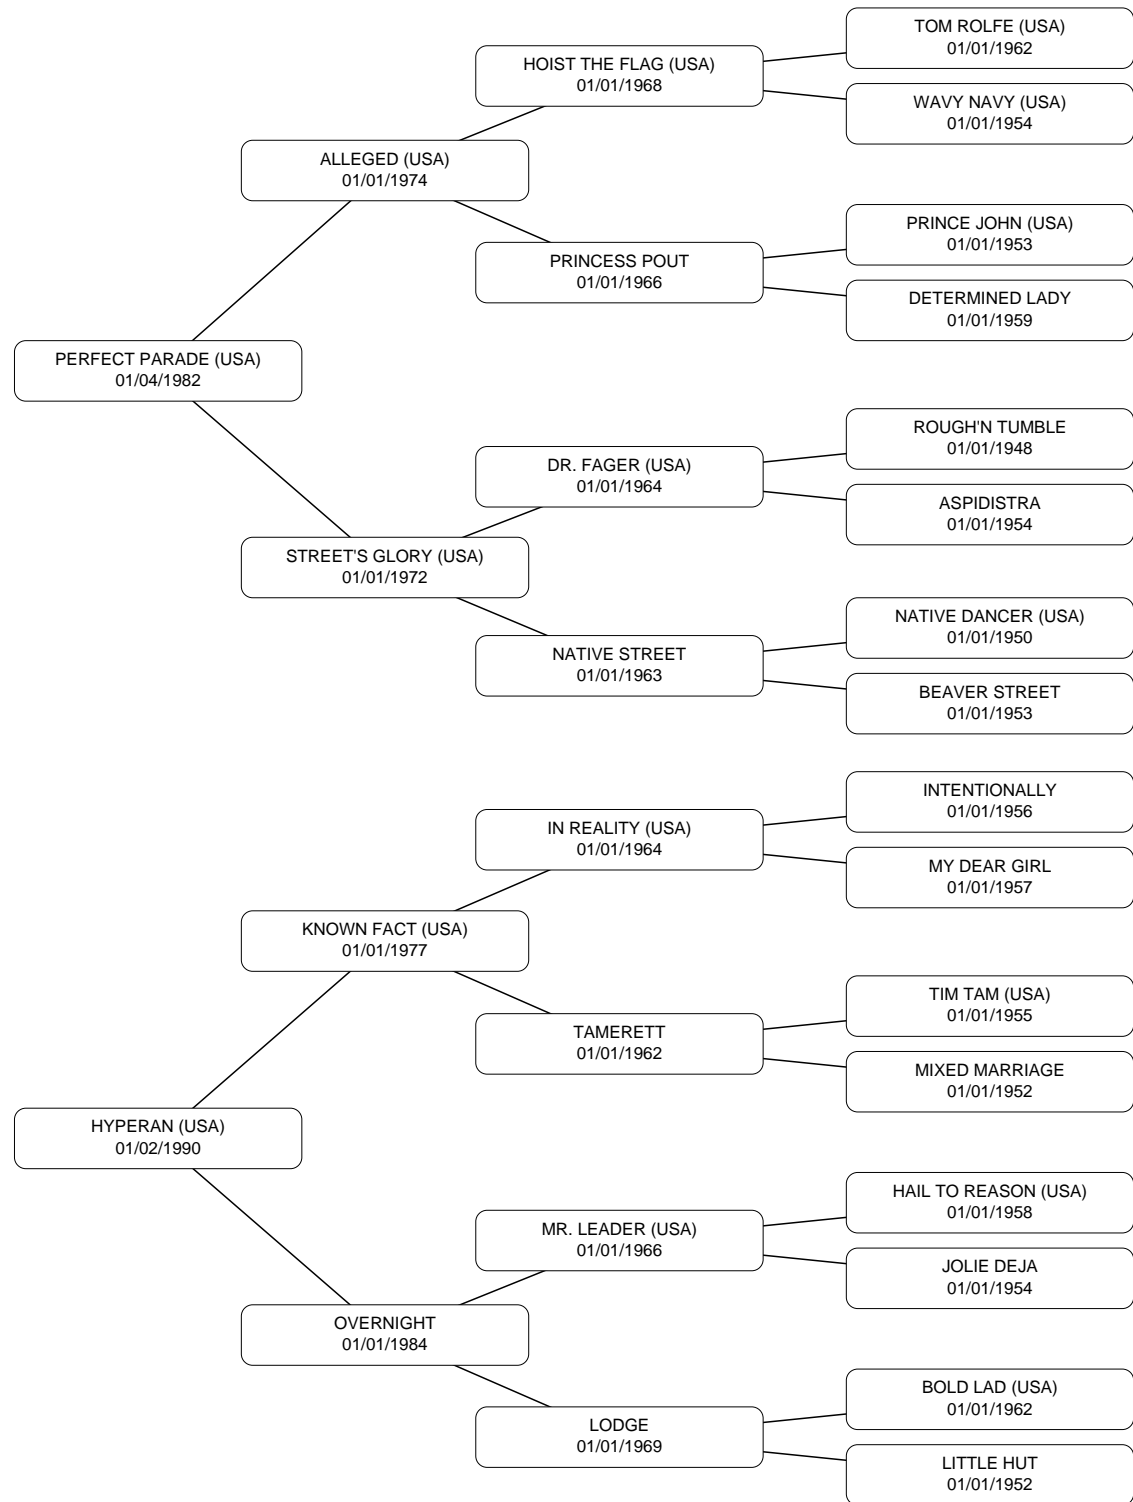 TOM ROLFE (USA)
01/01/1962
HOIST THE FLAG (USA)
01/01/1968
WAVY NAVY (USA)
01/01/1954
ALLEGED (USA)
01/01/1974
PRINCE JOHN (USA)
01/01/1953
PRINCESS POUT
01/01/1966
DETERMINED LADY
01/01/1959
PERFECT PARADE (USA)
01/04/1982
ROUGH'N TUMBLE
01/01/1948
DR. FAGER (USA)
01/01/1964
ASPIDISTRA
01/01/1954
STREET'S GLORY (USA)
01/01/1972
NATIVE DANCER (USA)
01/01/1950
NATIVE STREET
01/01/1963
BEAVER STREET
01/01/1953
INTENTIONALLY
01/01/1956
IN REALITY (USA)
01/01/1964
MY DEAR GIRL
01/01/1957
KNOWN FACT (USA)
01/01/1977
TIM TAM (USA)
01/01/1955
TAMERETT
01/01/1962
MIXED MARRIAGE
01/01/1952
HYPERAN (USA)
01/02/1990
HAIL TO REASON (USA)
01/01/1958
MR. LEADER (USA)
01/01/1966
JOLIE DEJA
01/01/1954
OVERNIGHT
01/01/1984
BOLD LAD (USA)
01/01/1962
LODGE
01/01/1969
LITTLE HUT
01/01/1952